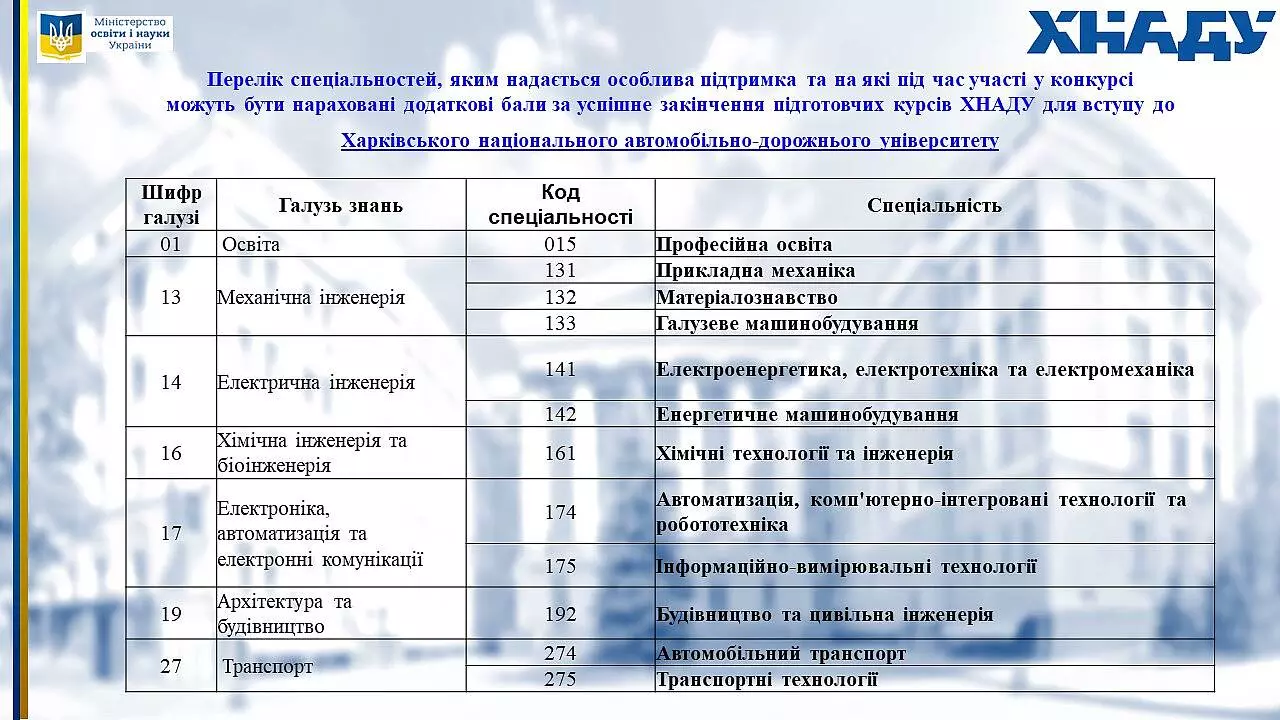 Міністерство
освіти і науки
України
ХНАДУ
Перелік спеціальностей, яким надається особлива підтримка та на які під час участі у конкурсі
можуть бути нараховані додаткові бали за успішне закінчення підготовчих курсів ХНАДУ для вступу до
Харківського національного автомобільно-дорожнього університету
Шифр
галузі
Галузь знань
Код
спеціальності
Спеціальність
01 Освіта 015 Професійна освіта
13 Механічна інженерія
131 Прикладна механіка
132 Матеріалознавство
133 Галузеве машинобудування
14 Електрична інженерія
141 Електроенергетика, електротехніка та електромеханіка
142 Енергетичне машинобудування
16
Хімічна інженерія та
біоінженерія
161 Хімічні технології та інженерія
17
Електроніка,
автоматизація та
електронні комунікації
174
Автоматизація, комп'ютерно-інтегровані технології та
робототехніка
175 Інформаційно-вимірювальні технології
19
Архітектура та
будівництво
192 Будівництво та цивільна інженерія
27 Транспорт
274 Автомобільний транспорт
275 Транспортні технології